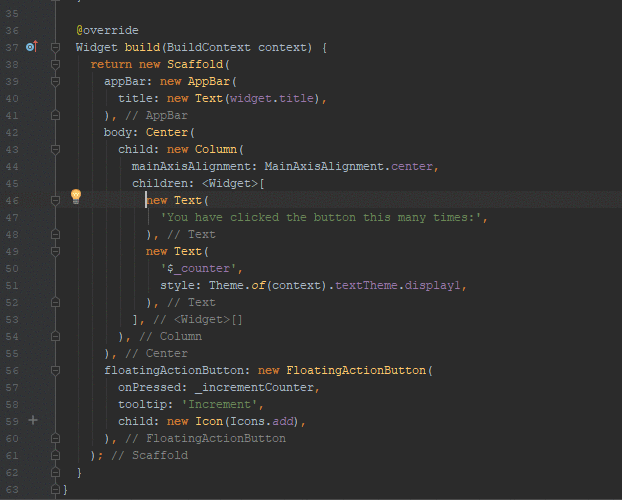 35
36 @override
37 Widget build(BuildContext context) {
38 return new Scaffold(
39 appBar: new AppBar(
40 title: new Text(widget.title),
41 ), // AppBar
42 body: Center(
43 child: new Column(
44 mainAxisAlignment: MainAxisAlignment.center,
45 children: <Widget>[
46 new Text(
47 'You have clicked the button this many times:',
48 ), // Text
49 new Text(
50 '$_counter',
51 style: Theme.of(context).textTheme.display1,
52 ), // Text
53 ], // <Widget>[]
54 ), // Column
55 ), // Center
56 floatingActionButton: new FloatingActionButton(
57 onPressed: _incrementCounter,
58 tooltip: 'Increment',
59 child: new Icon(Icons.add),
60 ), // FloatingActionButton
61 ); // Scaffold
62 }
63 }